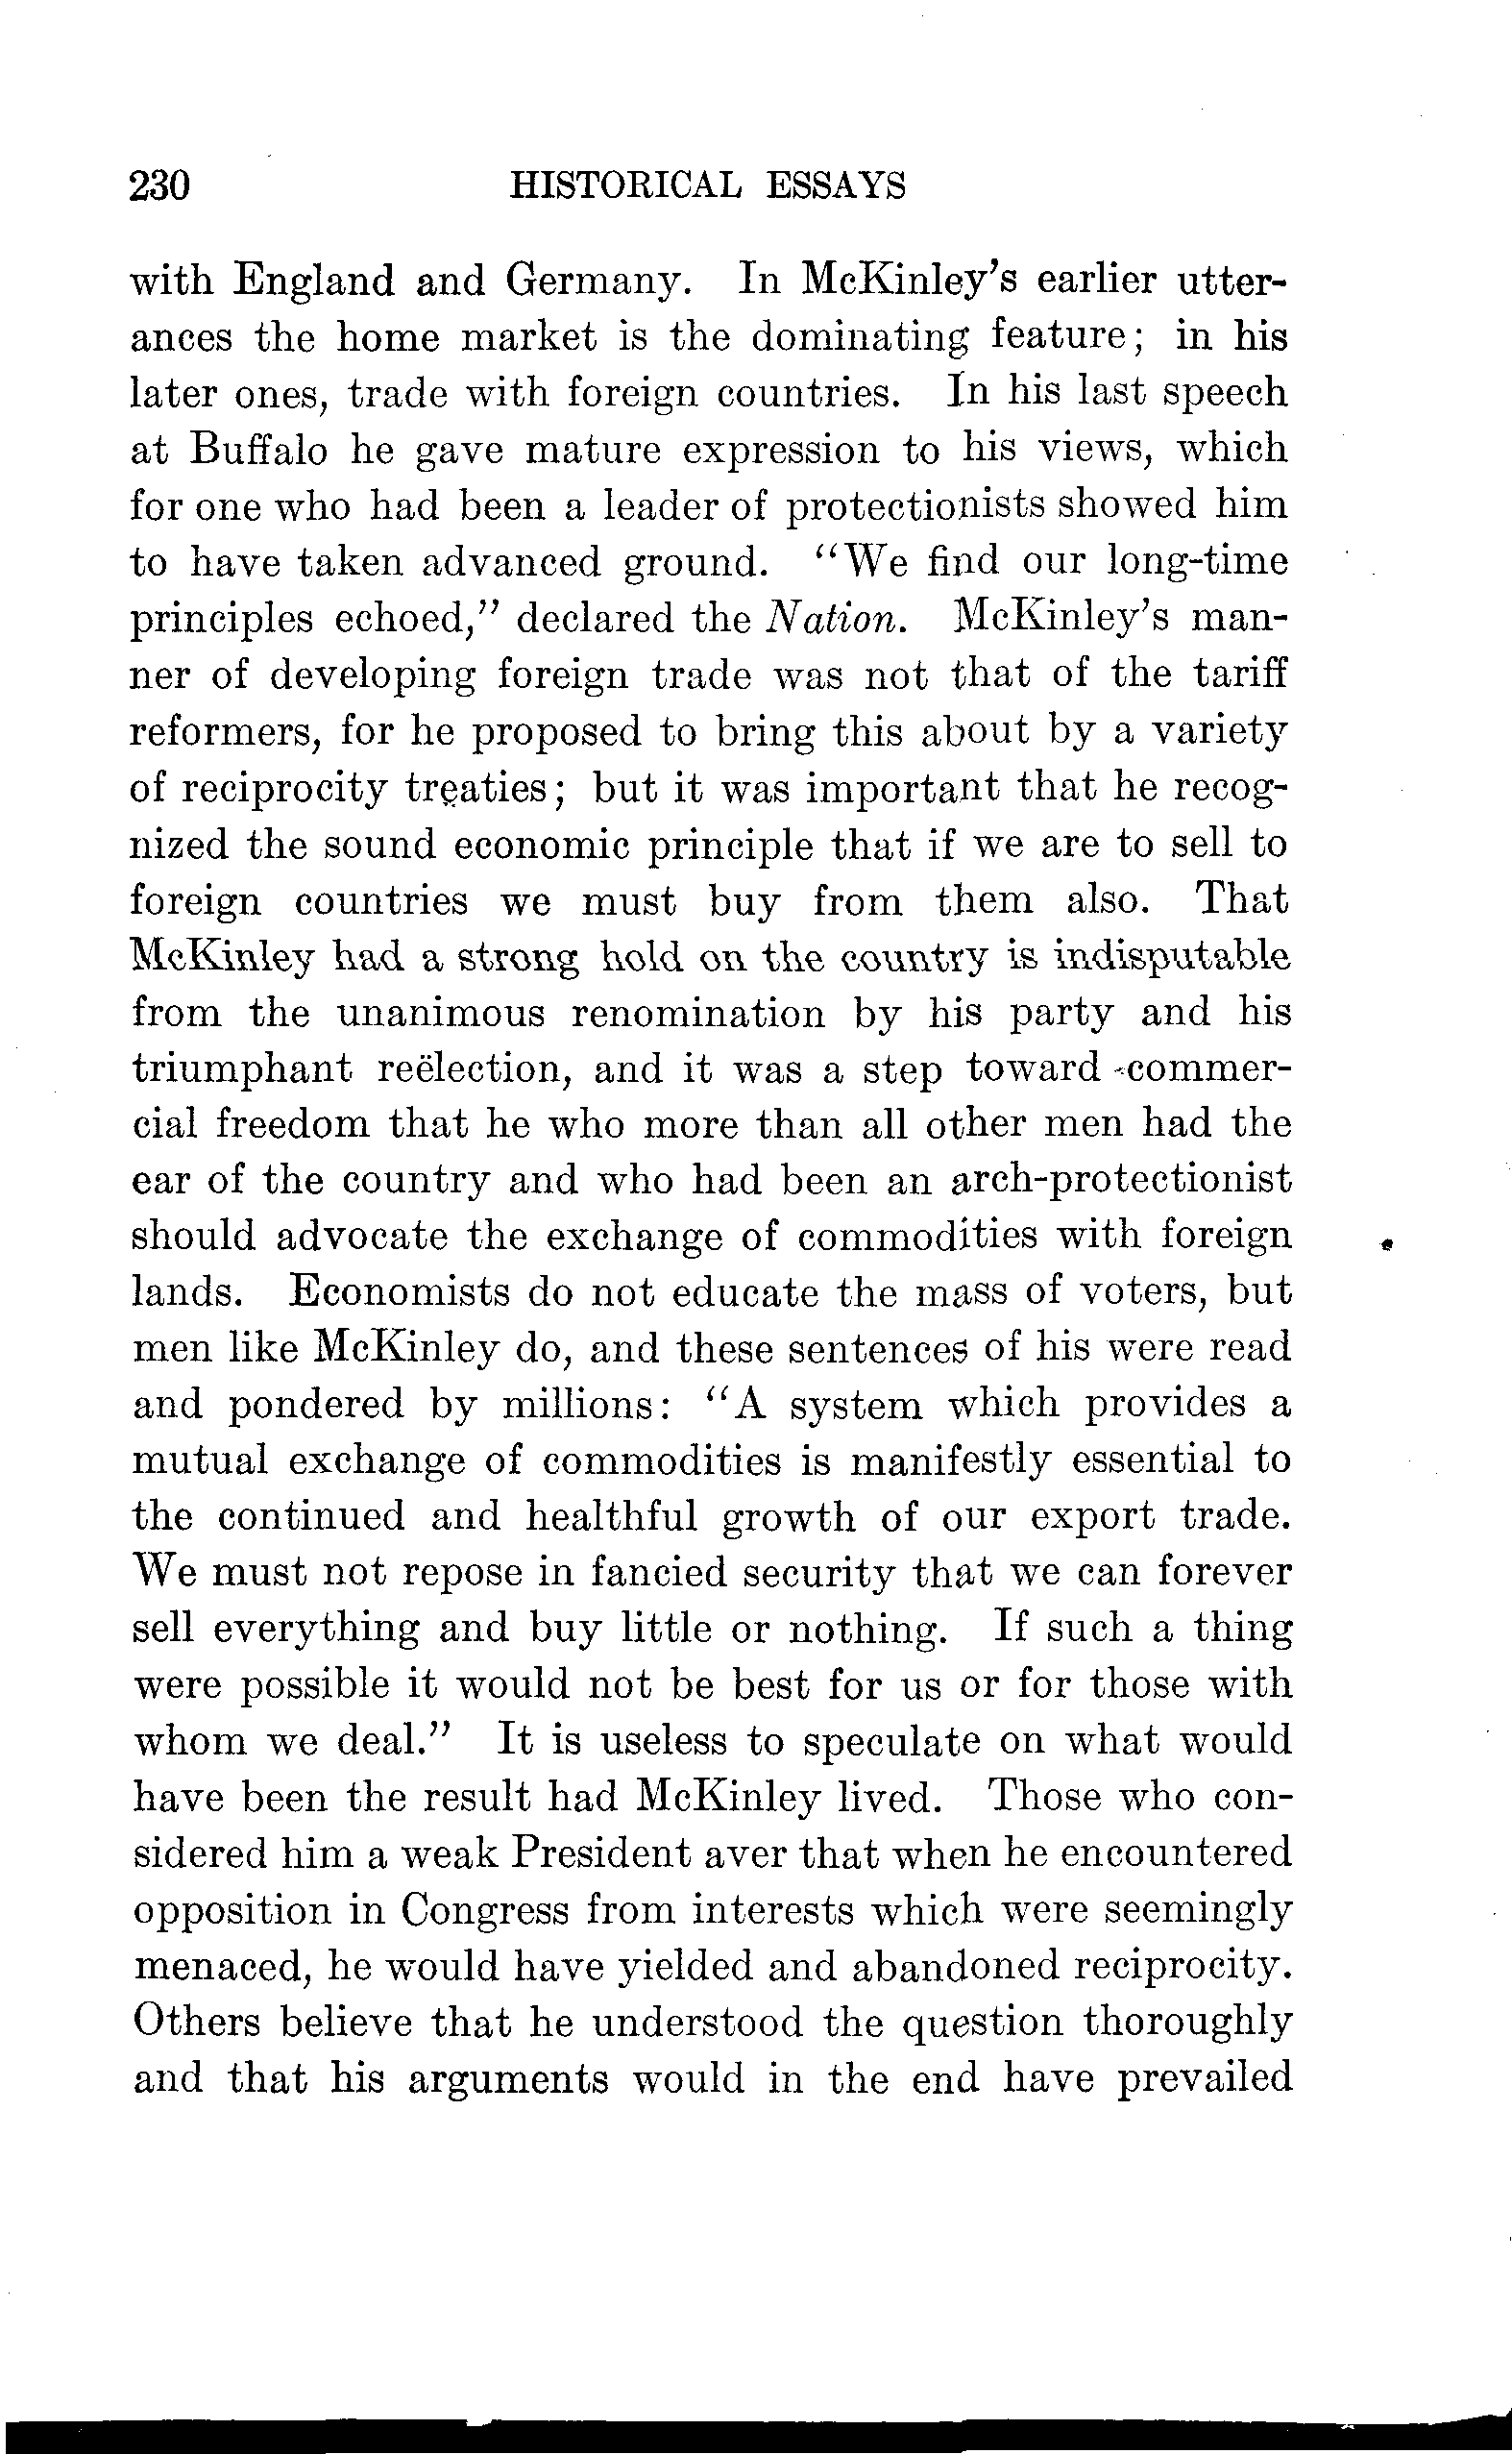 230 HISTORICAL ESSAYS
with England and Germany. In McKinley's earlier utter-
ances the home market is the dominating feature; in his
later ones, trade with foreign countries. In his last speech
at Buffalo he gave mature expression to his views, which
for one who had been a leader of protectionists showed him
to have taken advanced ground. "We find our long-time
principles echoed," declared the Nation. McKinley's man-
ner of developing foreign trade was not that of the tariff
reformers, for he proposed to bring this about by a variety
of reciprocity treaties; but it was important that he recog-
nized the sound economic principle that if we are to sell to
foreign countries we must buy from them also. That
McKinley had a strong hold on the country is indisputable
from the unanimous renomination by his party and his
triumphant reëlection, and it was a step toward commer-
cial freedom that he who more than all other men had the
ear of the country and who had been an arch-protectionist
should advocate the exchange of commodities with foreign
lands. Economists do not educate the mass of voters, but
men like McKinley do, and these sentences of his were read
and pondered by millions: "A system which provides a
mutual exchange of commodities is manifestly essential to
the continued and healthful growth of our export trade.
We must not repose in fancied security that we can forever
sell everything and buy little or nothing. If such a thing
were possible it would not be best for us or for those with
whom we deal." It is useless to speculate on what would
have been the result had McKinley lived. Those who con-
sidered him a weak President aver that when he encountered
opposition in Congress from interests which were seemingly
menaced, he would have yielded and abandoned reciprocity.
Others believe that he understood the question thoroughly
and that his arguments would in the end have prevailed